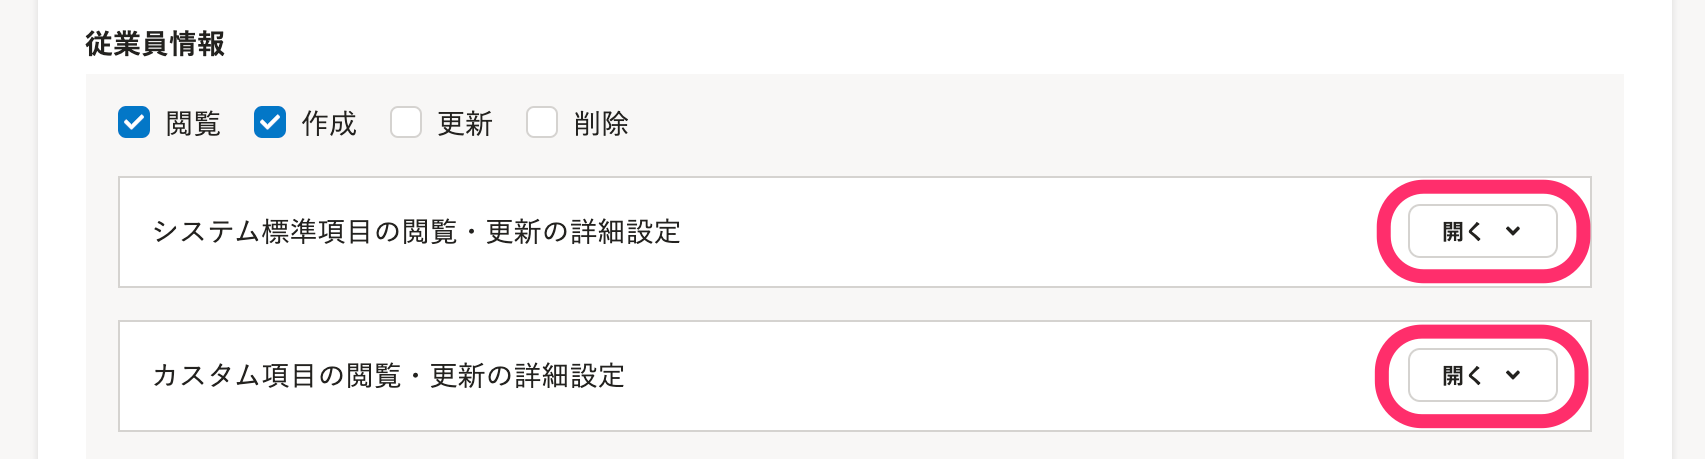 従業員情報
閲覧 作成 更新 削除
システム標準項目の閲覧・更新の詳細設定 開く
カスタム項目の閲覧・更新の詳細設定 開く